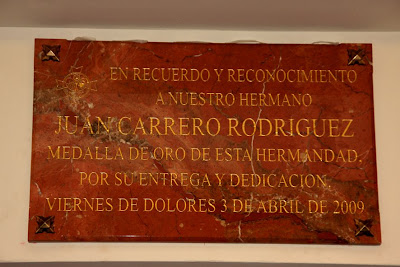 EN RECUERDO Y RECONOCIMIENTO
A NUESTRO HERMANO
JUAN CARRERO RODRIGUEZ
MEDALLA DE ORO DE ESTA HERMANDAD,
POR SU ENTREGA Y DEDICACION.
VIERNES DE DOLORES 3 DE ABRIL DE 2009